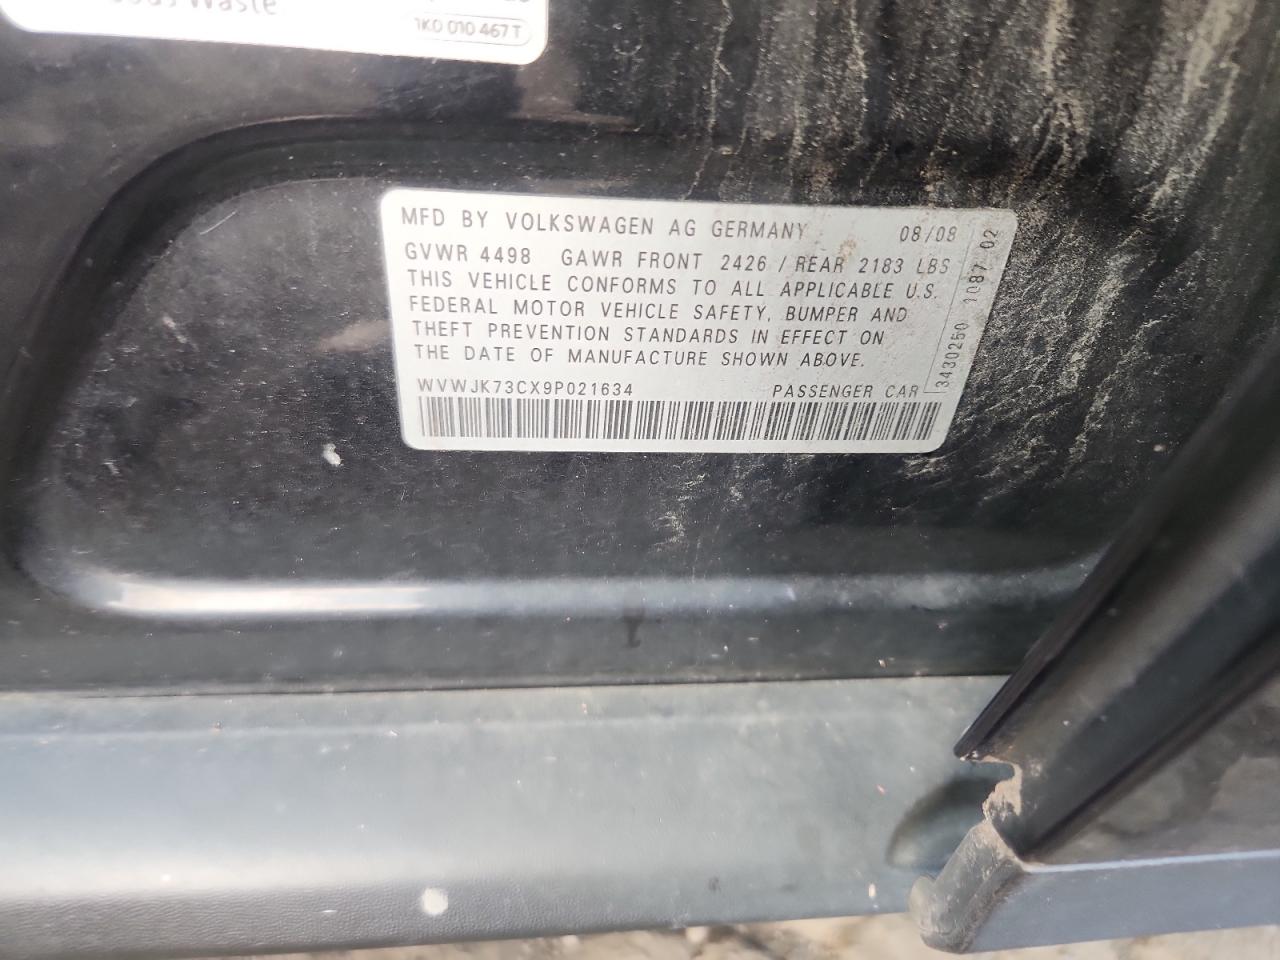 Waste
1K0 010 467 T
MFD BY VOLKSWAGEN AG GERMANY 08/08
GVWR 4498 GAWR FRONT 2426 / REAR 2183 LBS
THIS VEHICLE CONFORMS TO ALL APPLICABLE U.S.
FEDERAL MOTOR VEHICLE SAFETY, BUMPER AND
THEFT PREVENTION STANDARDS IN EFFECT ON
THE DATE OF MANUFACTURE SHOWN ABOVE.
WVWJK73CX9P021634 PASSENGER CAR
3430260 1087 02